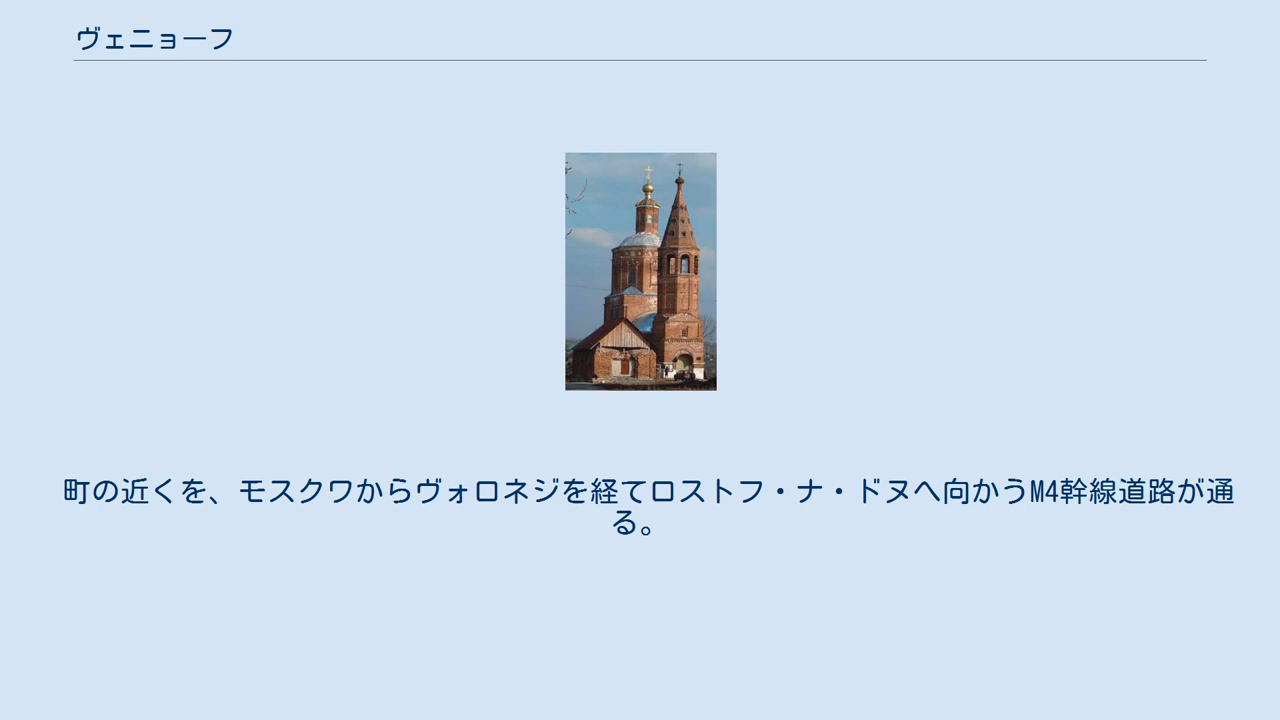 ヴェニョーフ
町の近くを、モスクワからヴォロネジを経てロストフ・ナ・ドヌへ向かうM4幹線道路が通
る。